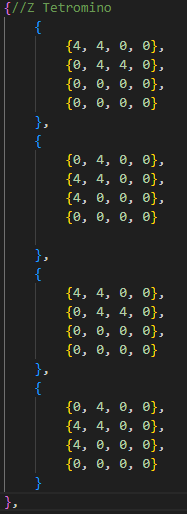 {//Z Tetromino
{
{4, 4, 0, 0},
{0, 4, 4, 0},
{0, 0, 0, 0},
{0, 0, 0, 0}
},
{
{0, 4, 0, 0},
{4, 4, 0, 0},
{4, 0, 0, 0},
{0, 0, 0, 0}
},
{
{4, 4, 0, 0},
{0, 4, 4, 0},
{0, 0, 0, 0},
{0, 0, 0, 0}
},
{
{0, 4, 0, 0},
{4, 4, 0, 0},
{4, 0, 0, 0},
{0, 0, 0, 0}
}
},